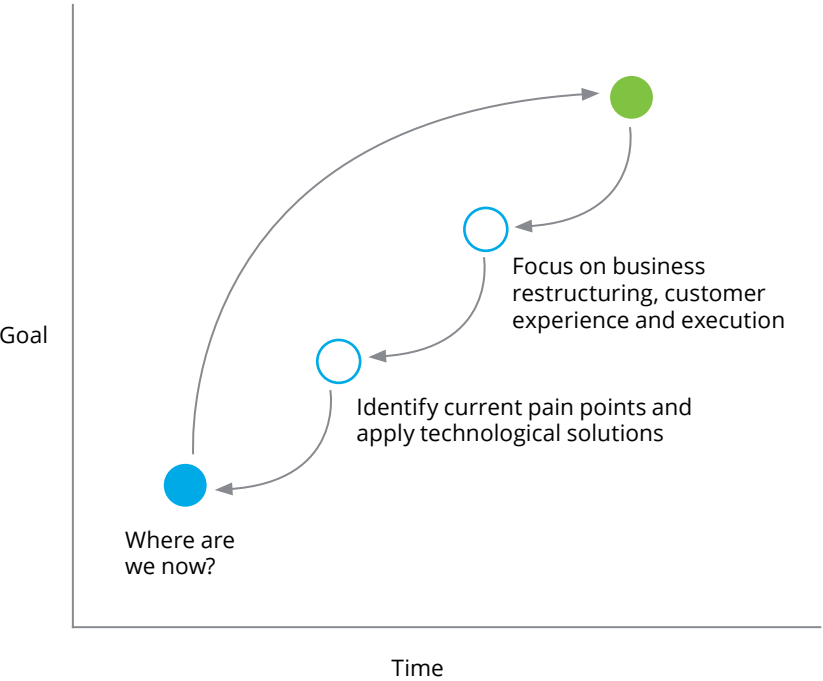 Focus on business
restructuring, customer
experience and execution
Goal
Identify current pain points and
apply technological solutions
Where are
we now?
Time